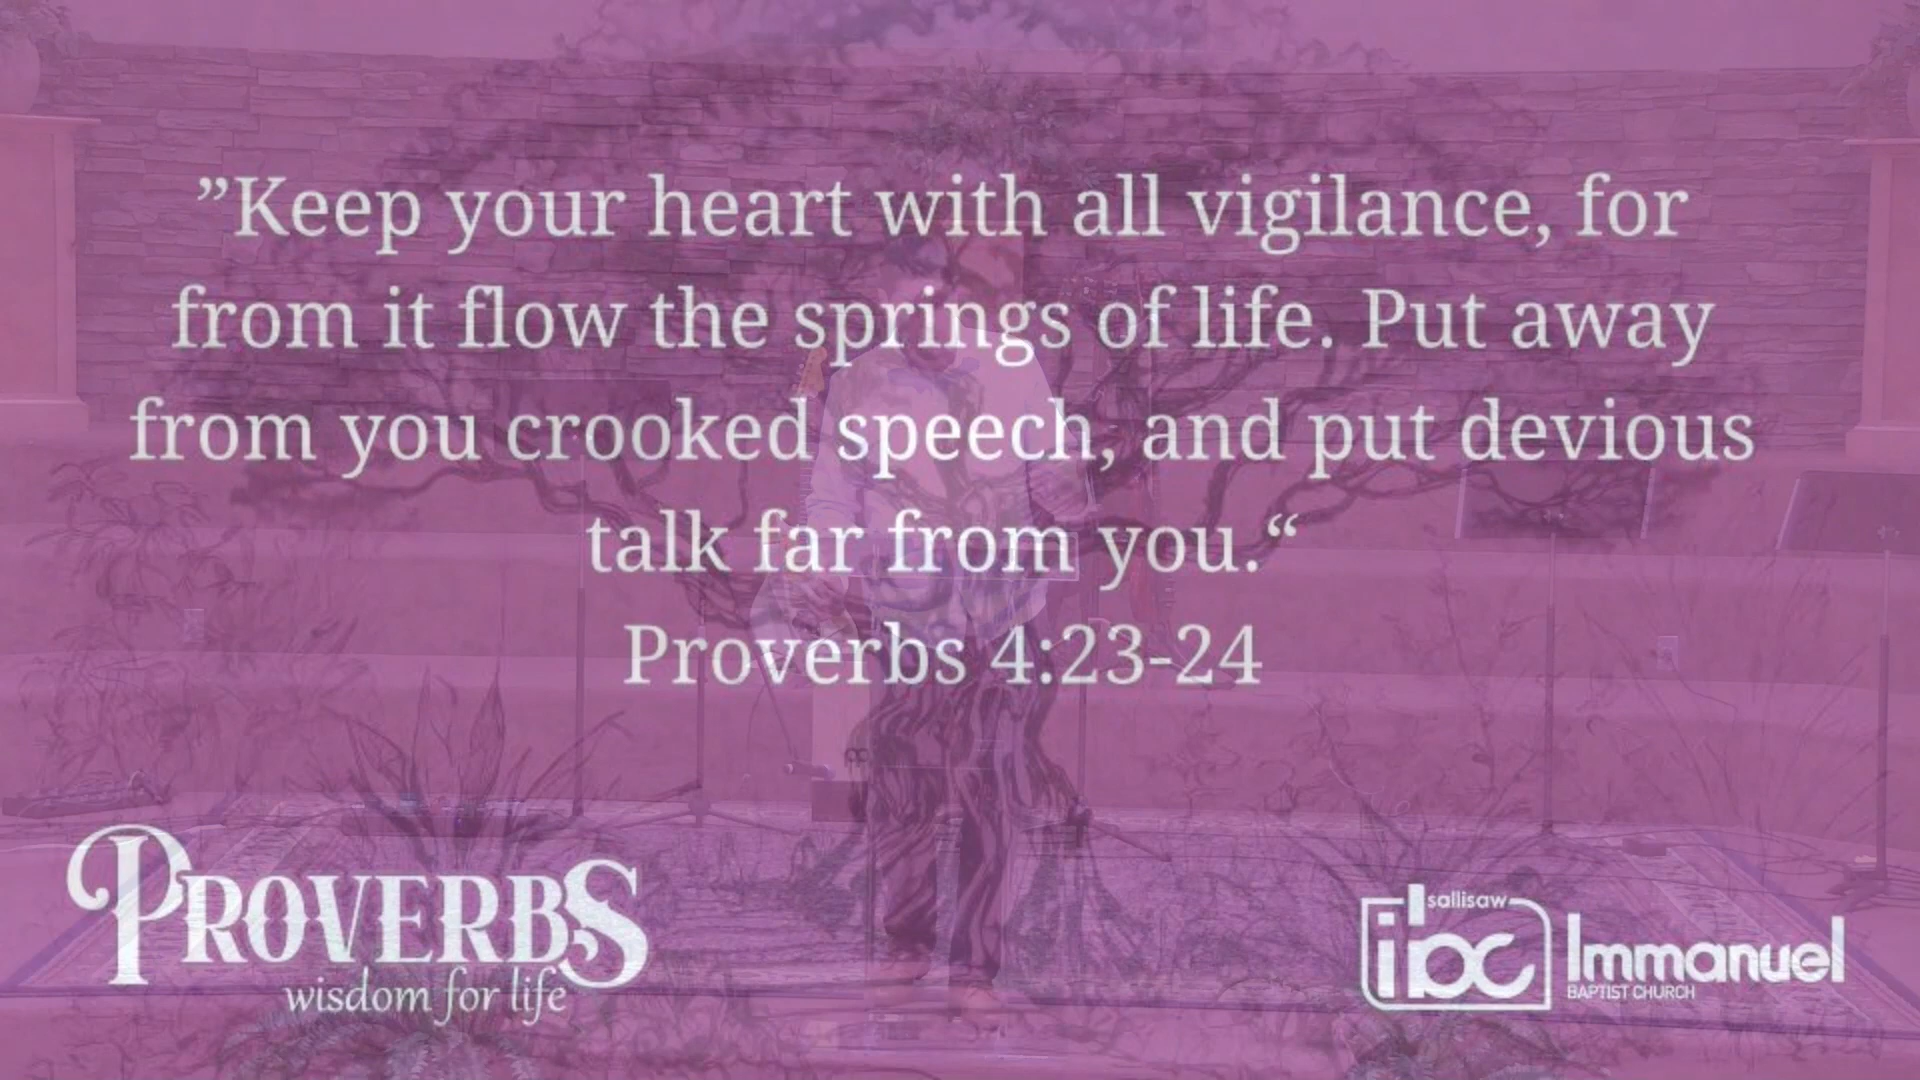 ”Keep your heart with all vigilance, for
from it flow the springs of life. Put away
from you crooked speech, and put devious
talk far from you.“
Proverbs 4:23-24
PROVERBS
wisdom for life
sallisaw
ibc
Immanuel
BAPTIST CHURCH